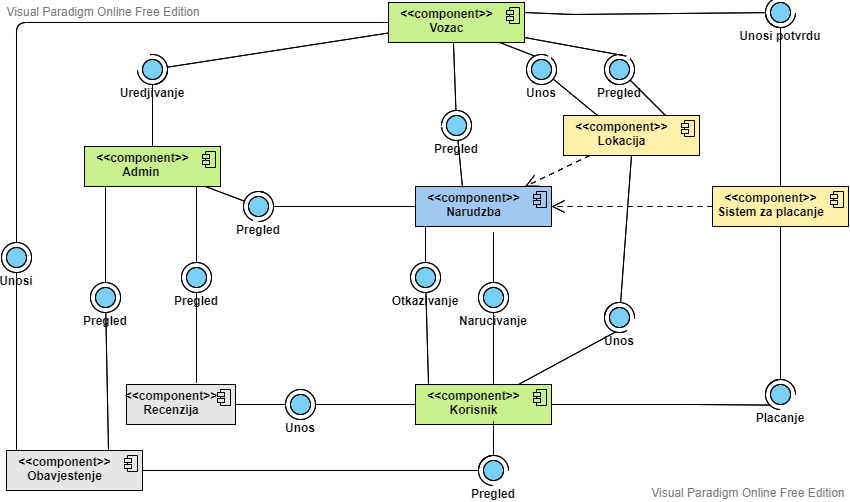 Visual Paradigm Online Free Edition
<<component>>
Vozac
Unosi potvrdu
Uredjivanje
Unos
Pregled
Pregled
<<component>>
Lokacija
<<component>>
Admin
<<component>>
Narudzba
<<component>>
Sistem za placanje
Pregled
Unosi
Pregled
Pregled
Otkazivanje
Narucivanje
Unos
<<component>>
Recenzija
Unos
<<component>>
Korisnik
Placanje
<<component>>
Obavjestenje
Pregled
Visual Paradigm Online Free Edition